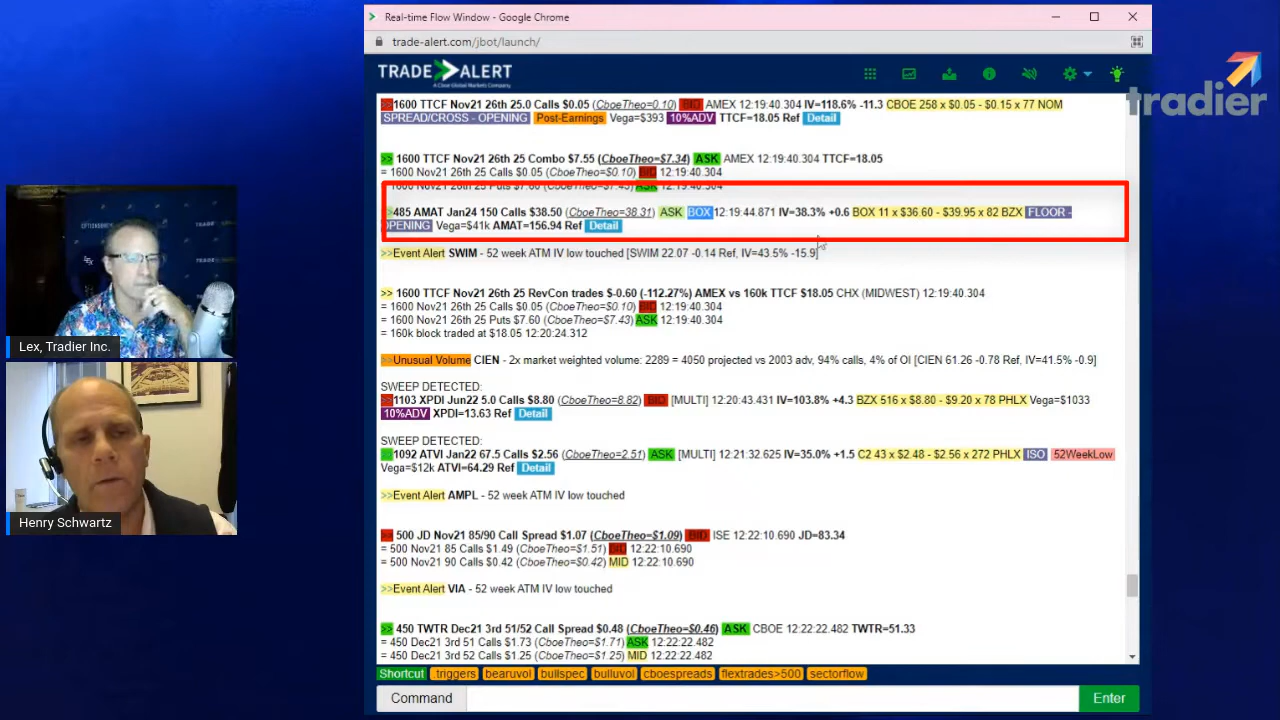 Real-time Flow Window - Google Chrome
trade-alert.com/jbot/launch/
TRADE ALERT
A Cboe Global Markets Company
tradier
>>1600 TTCF Nov21 26th 25.0 Calls $0.05 (CboeTheo=0.10) BID AMEX 12:19:40.304 IV=118.6% -11.3 CBOE 258 x $0.05 - $0.15 x 77 NOM
SPREAD/CROSS - OPENING Post-Earnings Vega=$393 10%ADV TTCF=18.05 Ref Detail
>> 1600 TTCF Nov21 26th 25 Combo $7.55 (CboeTheo=$7.34) ASK AMEX 12:19:40.304 TTCF=18.05
= 1600 Nov21 26th 25 Calls $0.05 (CboeTheo=$0.10) BID 12:19:40.304
= 1600 Nov21 26th 25 Puts $7.60 (CboeTheo=$7.43) ASK 12:19:40.304
>485 AMAT Jan24 150 Calls $38.50 (CboeTheo=38.31) ASK BOX 12:19:44.871 IV=38.3% +0.6 BOX 11 x $36.60 - $39.95 x 82 BZX FLOOR -
OPENING Vega=$41k AMAT=156.94 Ref Detail
>>Event Alert SWIM - 52 week ATM IV low touched [SWIM 22.07 -0.14 Ref, IV=43.5% -15.9]
>> 1600 TTCF Nov21 26th 25 RevCon trades $-0.60 (-112.27%) AMEX vs 160k TTCF $18.05 CHX (MIDWEST) 12:19:40.304
= 1600 Nov21 26th 25 Calls $0.05 (CboeTheo=$0.10) BID 12:19:40.304
= 1600 Nov21 26th 25 Puts $7.60 (CboeTheo=$7.43) ASK 12:19:40.304
= 160k block traded at $18.05 12:20:24.312
>>Unusual Volume CIEN - 2x market weighted volume: 2289 = 4050 projected vs 2003 adv, 94% calls, 4% of OI [CIEN 61.26 -0.78 Ref, IV=41.5% -0.9]
SWEEP DETECTED:
>>1103 XPDI Jun22 5.0 Calls $8.80 (CboeTheo=8.82) BID [MULTI] 12:20:43.431 IV=103.8% +4.3 BZX 516 x $8.80 - $9.20 x 78 PHLX Vega=$1033
10%ADV XPDI=13.63 Ref Detail
SWEEP DETECTED:
>>1092 ATVI Jan22 67.5 Calls $2.56 (CboeTheo=2.51) ASK [MULTI] 12:21:32.625 IV=35.0% +1.5 C2 43 x $2.48 - $2.56 x 272 PHLX ISO 52WeekLow
Vega=$12k ATVI=64.29 Ref Detail
>>Event Alert AMPL - 52 week ATM IV low touched
>> 500 JD Nov21 85/90 Call Spread $1.07 (CboeTheo=$1.09) BID ISE 12:22:10.690 JD=83.34
= 500 Nov21 85 Calls $1.49 (CboeTheo=$1.51) BID 12:22:10.690
= 500 Nov21 90 Calls $0.42 (CboeTheo=$0.42) MID 12:22:10.690
>>Event Alert VIA - 52 week ATM IV low touched
>> 450 TWTR Dec21 3rd 51/52 Call Spread $0.48 (CboeTheo=$0.46) ASK CBOE 12:22:22.482 TWTR=51.33
= 450 Dec21 3rd 51 Calls $1.73 (CboeTheo=$1.71) ASK 12:22:22.482
= 450 Dec21 3rd 52 Calls $1.25 (CboeTheo=$1.25) MID 12:22:22.482
Shortcut .triggers bearuvol bullspec bulluvol cboespreads flextrades>500 sectorflow
Command Enter
Lex, Tradier Inc.
Henry Schwartz